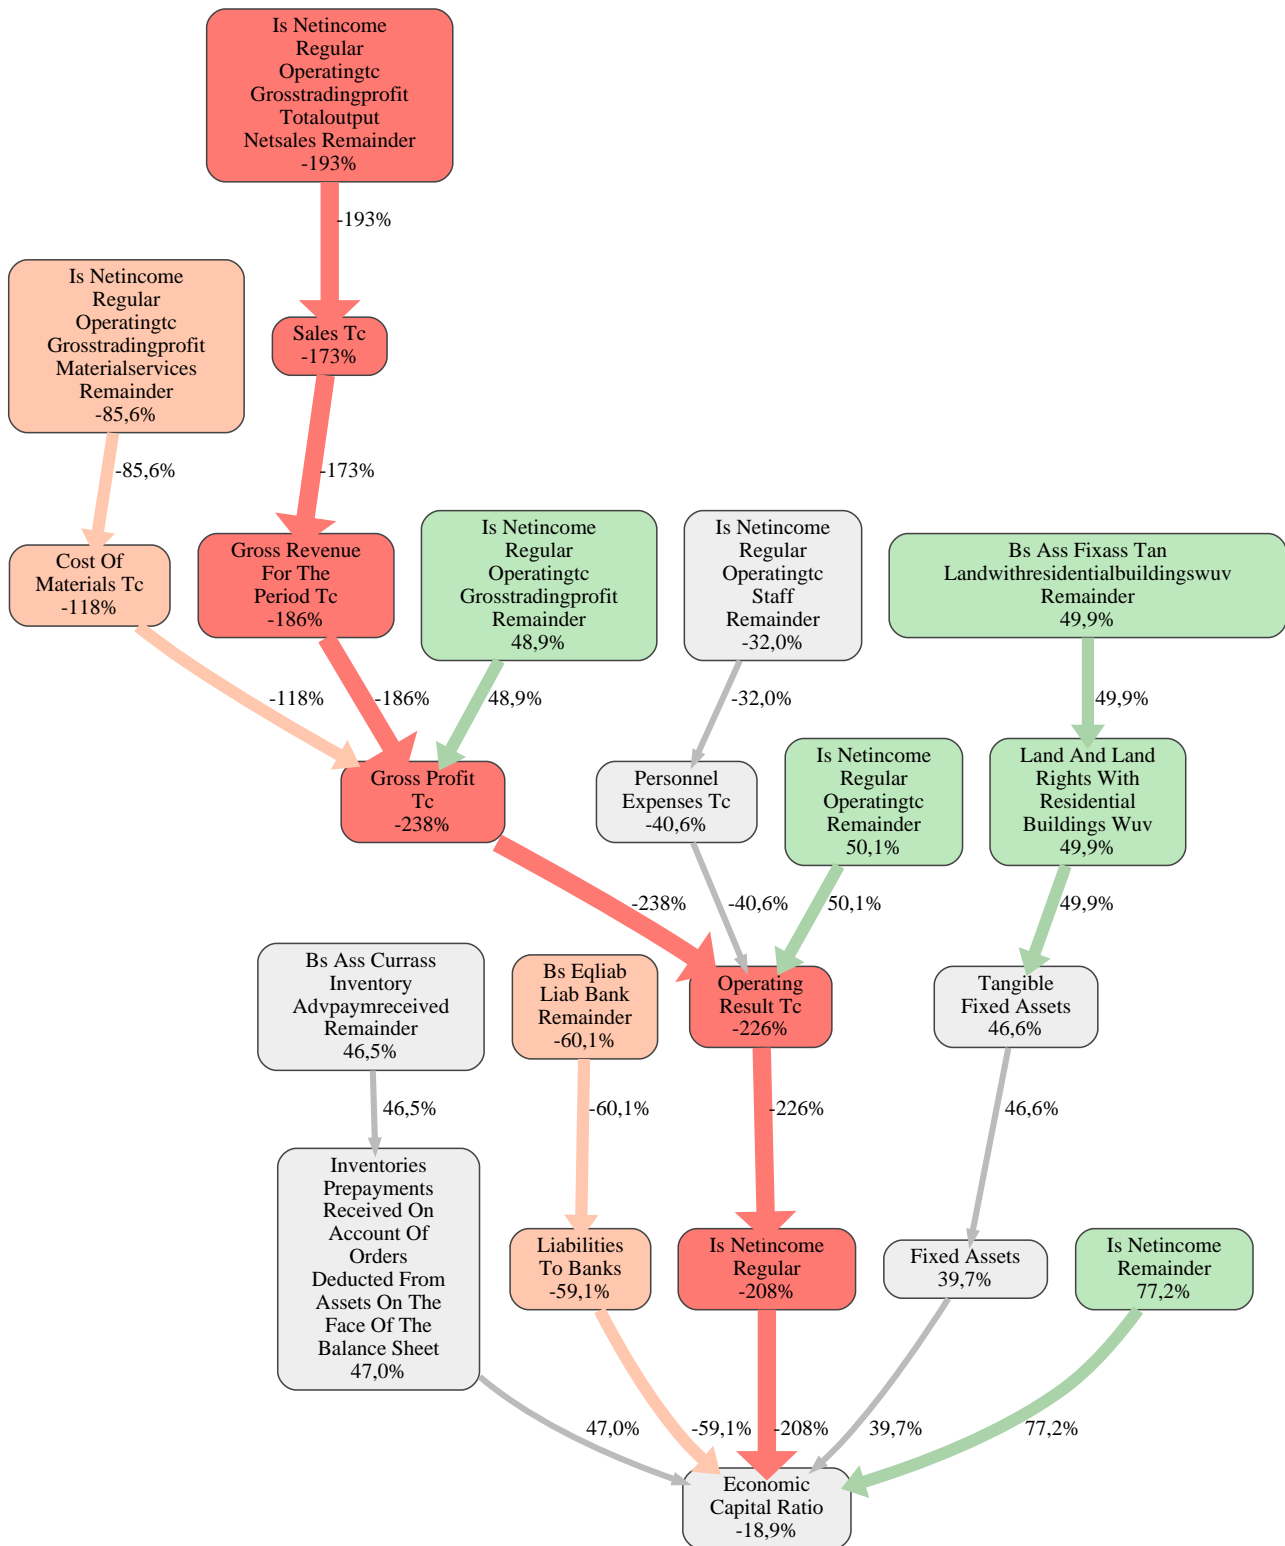 Is Netincome
Regular
Operatingtc
Grosstradingprofit
Totaloutput
Netsales Remainder
-193%
-193%
Is Netincome
Regular
Operatingtc
Grosstradingprofit
Materialservices
Remainder
-85,6%
Sales Tc
-173%
-85,6%
-173%
Cost Of
Materials Tc
-118%
Gross Revenue
For The
Period Tc
-186%
Is Netincome
Regular
Operatingtc
Grosstradingprofit
Remainder
48,9%
Is Netincome
Regular
Operatingtc
Staff
Remainder
-32,0%
Bs Ass Fixass Tan
Landwithresidentialbuildingswuv
Remainder
49,9%
-118%
-186%
48,9%
-32,0%
49,9%
Gross Profit
Tc
-238%
Personnel
Expenses Tc
-40,6%
Is Netincome
Regular
Operatingtc
Remainder
50,1%
Land And Land
Rights With
Residential
Buildings Wuv
49,9%
-238%
-40,6%
50,1%
49,9%
Bs Ass Currass
Inventory
Advpaymreceived
Remainder
46,5%
Bs Eqliab
Liab Bank
Remainder
-60,1%
Operating
Result Tc
-226%
Tangible
Fixed Assets
46,6%
46,5%
-60,1%
-226%
46,6%
Inventories
Prepayments
Received On
Account Of
Orders
Deducted From
Assets On The
Face Of The
Balance Sheet
47,0%
Liabilities
To Banks
-59,1%
Is Netincome
Regular
-208%
Fixed Assets
39,7%
Is Netincome
Remainder
77,2%
47,0%
-59,1%
-208%
39,7%
77,2%
Economic
Capital Ratio
-18,9%